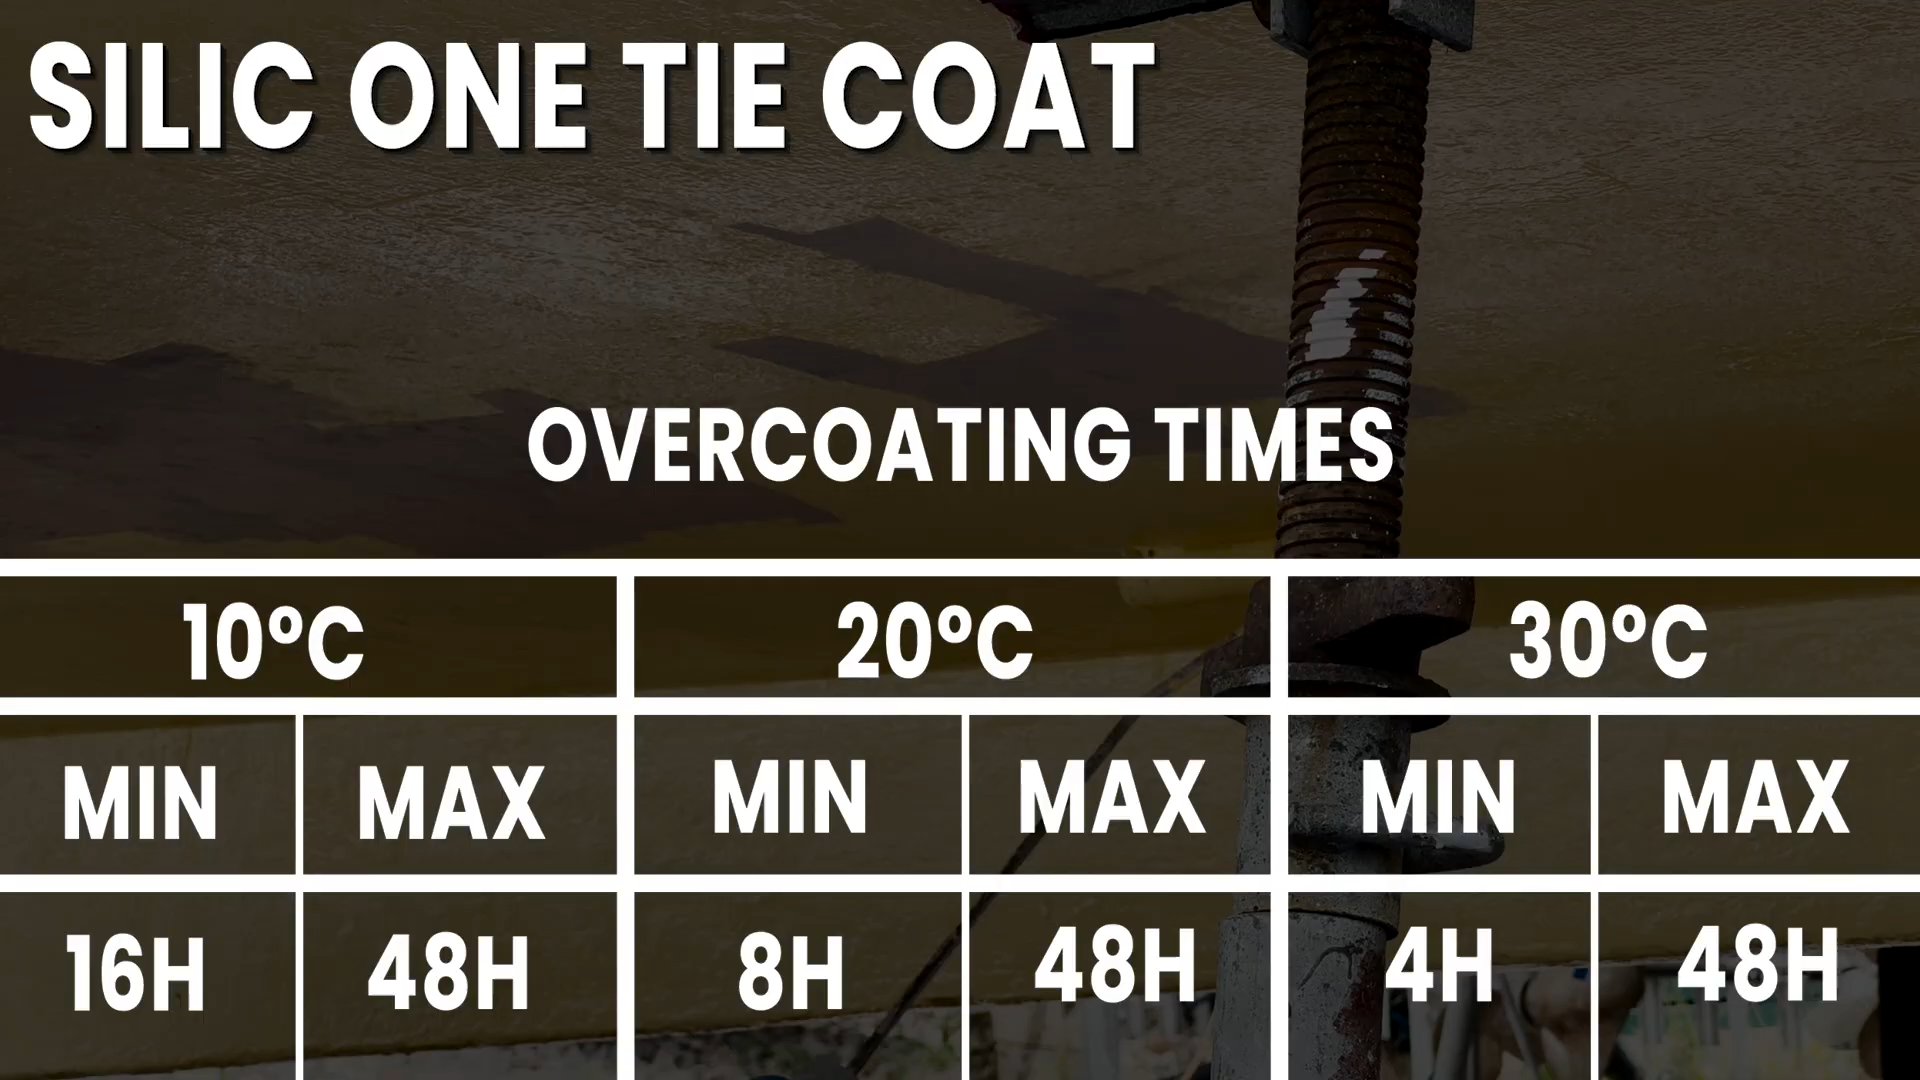 SILIC ONE TIE COAT
OVERCOATING TIMES
10°C 20°C 30°C
MIN MAX MIN MAX MIN MAX
16H 48H 8H 48H 4H 48H